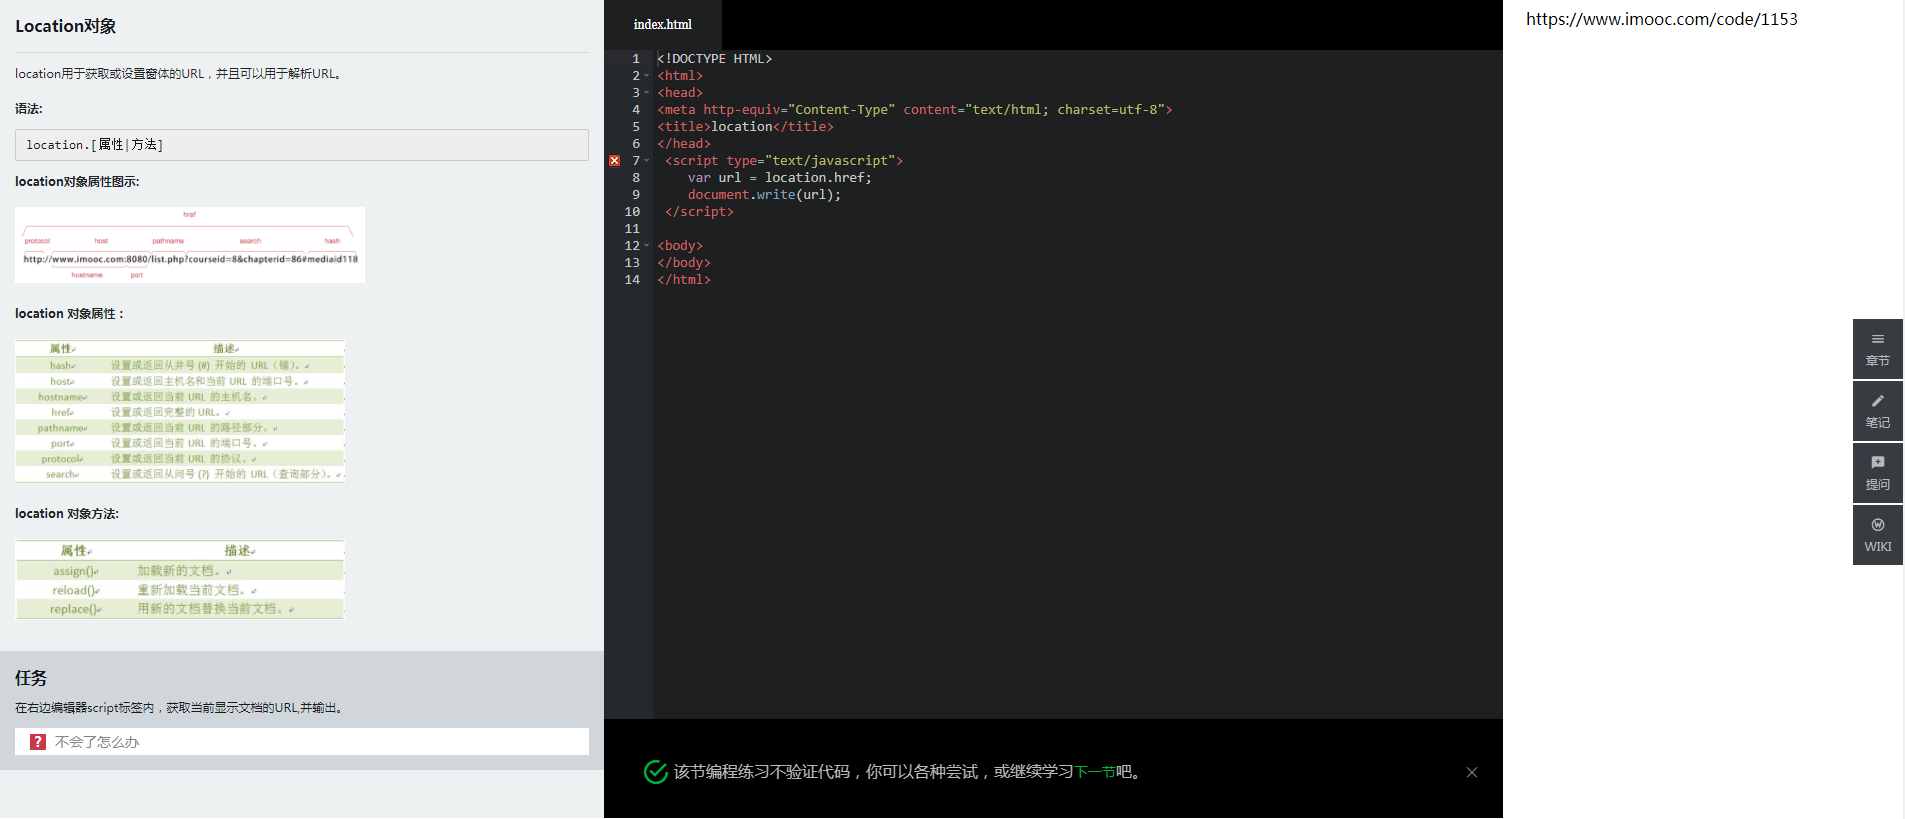 Location对象
location用于获取或设置窗体的URL，并且可以用于解析URL。
语法:
location.[属性|方法]
location对象属性图示:
href
protocol host pathname search hash
http://www.imooc.com:8080/list.php?courseid=8&chapterid=86#mediaid118
hostname port
location 对象属性：
属性 描述
hash 设置或返回从井号 (#) 开始的 URL（锚）。
host 设置或返回主机名和当前 URL 的端口号。
hostname 设置或返回当前 URL 的主机名。
href 设置或返回完整的 URL。
pathname 设置或返回当前 URL 的路径部分。
port 设置或返回当前 URL 的端口号。
protocol 设置或返回当前 URL 的协议。
search 设置或返回从问号 (?) 开始的 URL（查询部分）。
location 对象方法:
属性 描述
assign() 加载新的文档。
reload() 重新加载当前文档。
replace() 用新的文档替换当前文档。
任务
在右边编辑器script标签内，获取当前显示文档的URL,并输出。
? 不会了怎么办
index.html
1 <!DOCTYPE HTML>
2 <html>
3 <head>
4 <meta http-equiv="Content-Type" content="text/html; charset=utf-8">
5 <title>location</title>
6 </head>
7 <script type="text/javascript">
8 var url = location.href;
9 document.write(url);
10 </script>
11
12 <body>
13 </body>
14 </html>
该节编程练习不验证代码，你可以各种尝试，或继续学习下一节吧。
https://www.imooc.com/code/1153
章节
笔记
提问
WIKI